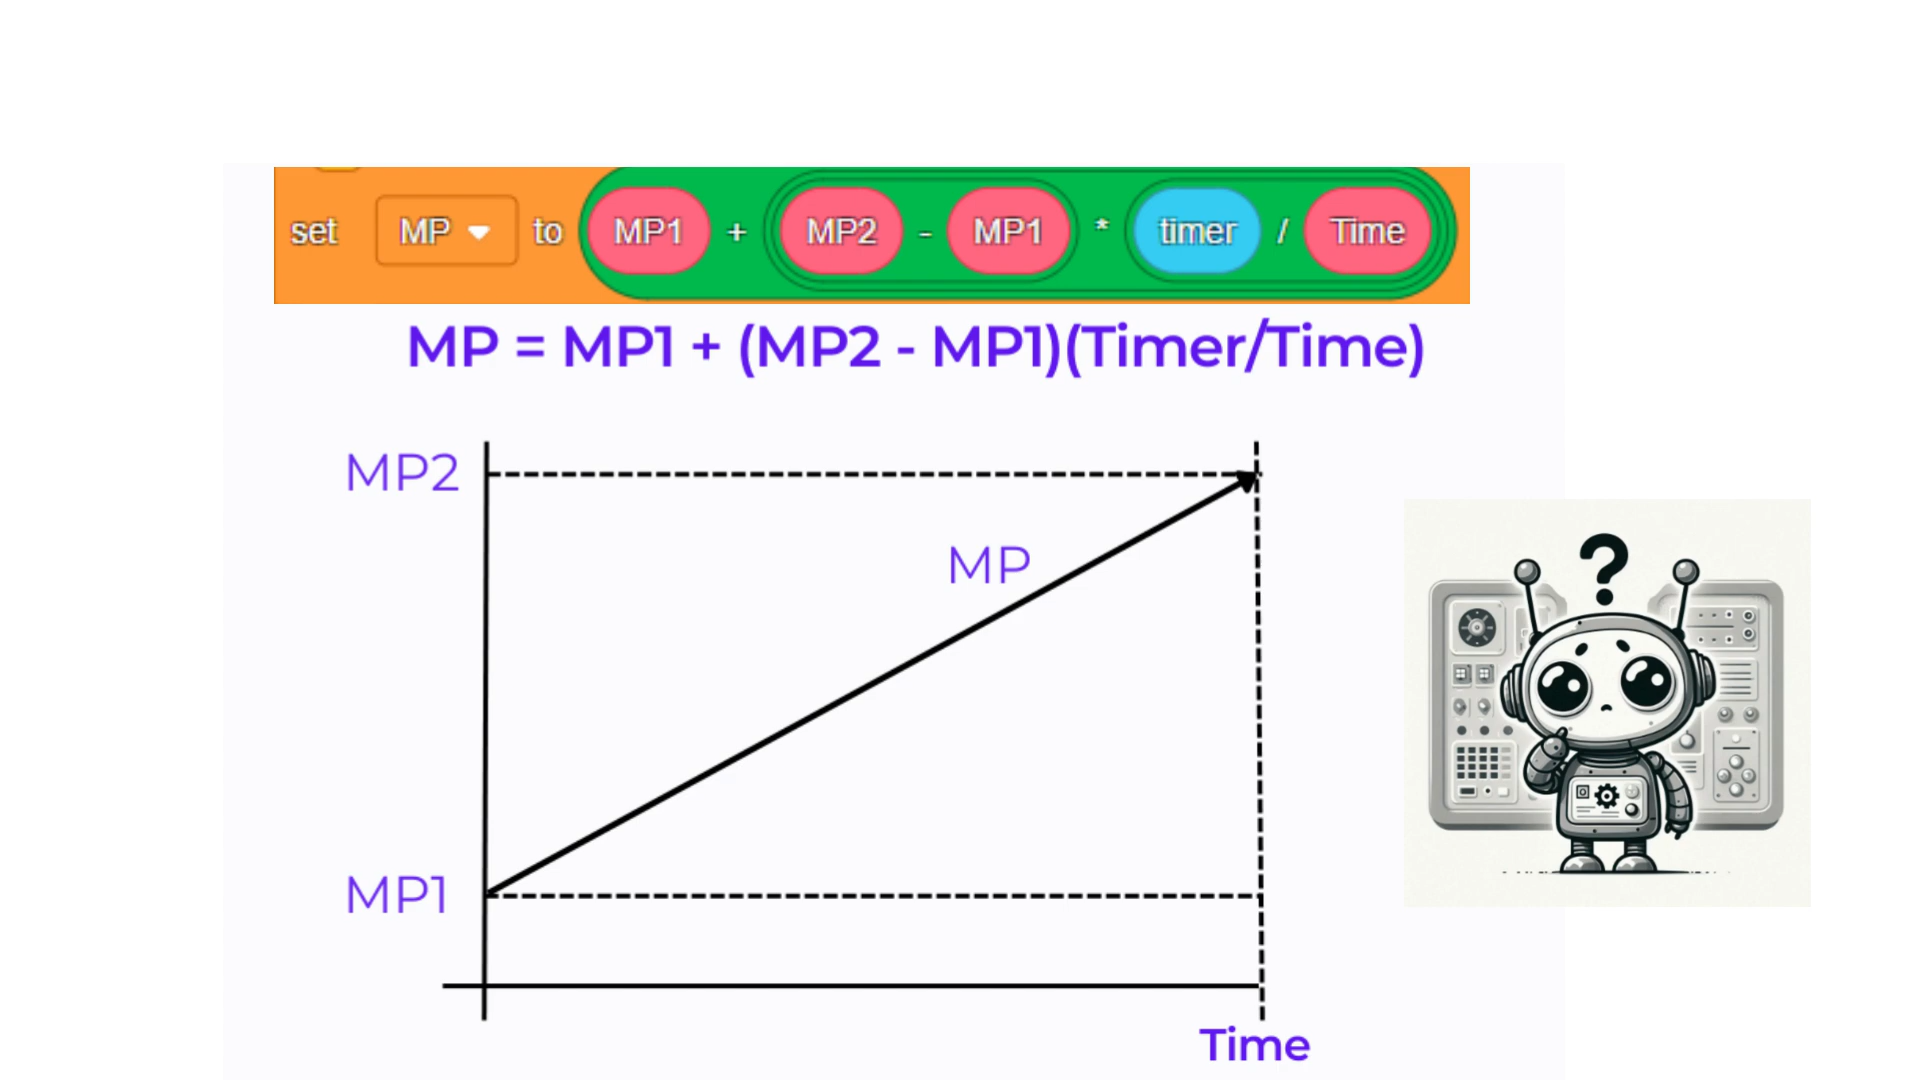 set MP to MP1 + MP2 - MP1 * timer / Time
MP = MP1 + (MP2 - MP1)(Timer/Time)
MP2
MP
?
MP1
Time